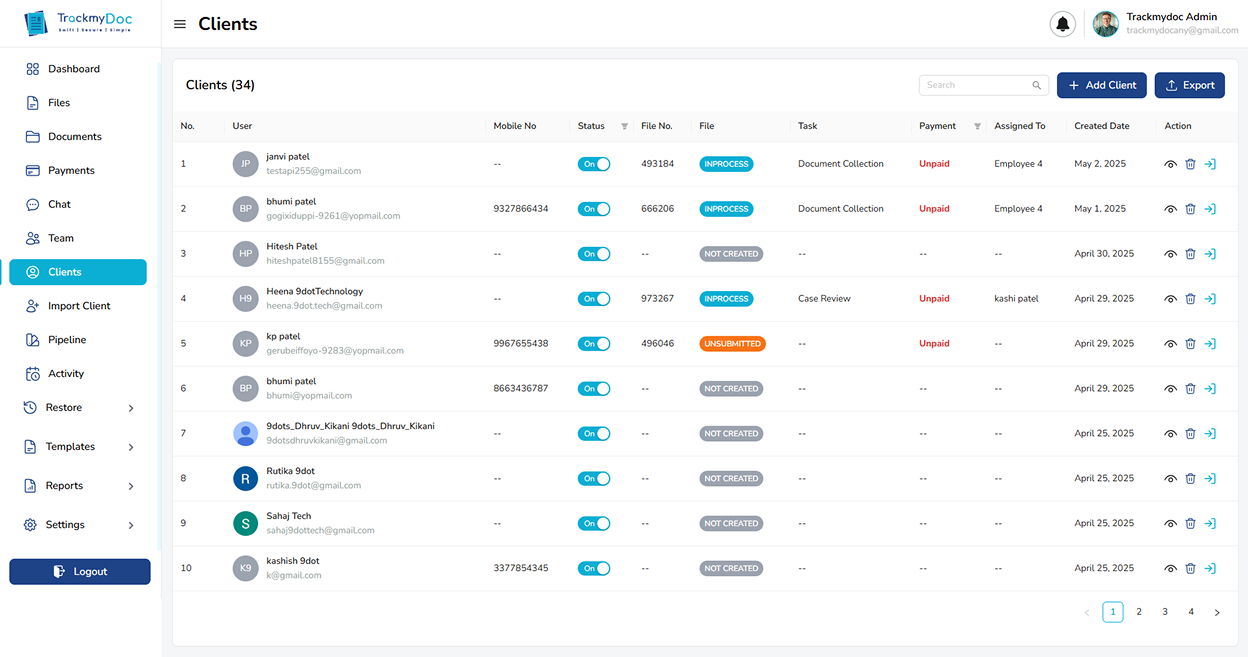 TrackmyDoc
Swift | Secure | Simple
Clients
Trackmydoc Admin
trackmydocany@gmail.com
Dashboard
Files
Documents
Payments
Chat
Team
Clients
Import Client
Pipeline
Activity
Restore
Templates
Reports
Settings
Logout
Clients (34)
Search
Add Client
Export
No. User Mobile No Status File No. File Task Payment Assigned To Created Date Action
1 JP janvi patel -- On 493184 INPROCESS Document Collection Unpaid Employee 4 May 2, 2025
testapi255@gmail.com
2 BP bhumi patel 9327866434 On 666206 INPROCESS Document Collection Unpaid Employee 4 May 1, 2025
gogixiduppi-9261@yopmail.com
3 HP Hitesh Patel -- On -- NOT CREATED -- -- -- April 30, 2025
hiteshpatel8155@gmail.com
4 H9 Heena 9dotTechnology -- On 973267 INPROCESS Case Review Unpaid kashi patel April 29, 2025
heena.9dot.tech@gmail.com
5 KP kp patel 9967655438 On 496046 UNSUBMITTED -- Unpaid -- April 29, 2025
gerubeiffoyo-9283@yopmail.com
6 BP bhumi patel 8663436787 On -- NOT CREATED -- -- -- April 29, 2025
bhumi@yopmail.com
7 9dots_Dhruv_Kikani 9dots_Dhruv_Kikani -- On -- NOT CREATED -- -- -- April 25, 2025
9dotsdhruvkikani@gmail.com
8 R Rutika 9dot -- On -- NOT CREATED -- -- -- April 25, 2025
rutika.9dot@gmail.com
9 S Sahaj Tech -- On -- NOT CREATED -- -- -- April 25, 2025
sahaj9dottech@gmail.com
10 K9 kashish 9dot 3377854345 On -- NOT CREATED -- -- -- April 25, 2025
k@gmail.com
1 2 3 4